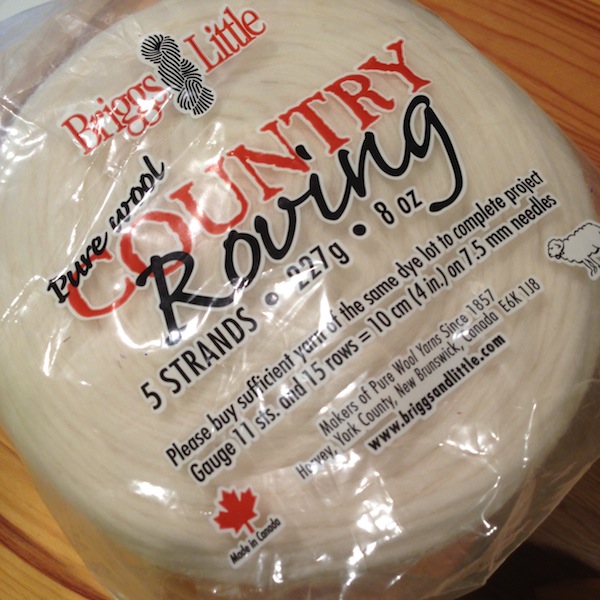 Briggs Little
Pure wool
COUNTRY
Roving
5 STRANDS • 227g • 8 oz
Please buy sufficient yarn of the same dye lot to complete project
Gauge 11 sts. and 15 rows = 10 cm (4 in.) on 7.5 mm needles
Makers of Pure Wool Yarns Since 1857
Harvey, York County, New Brunswick, Canada E6K 1J8
www.briggsandlittle.com
Made in Canada